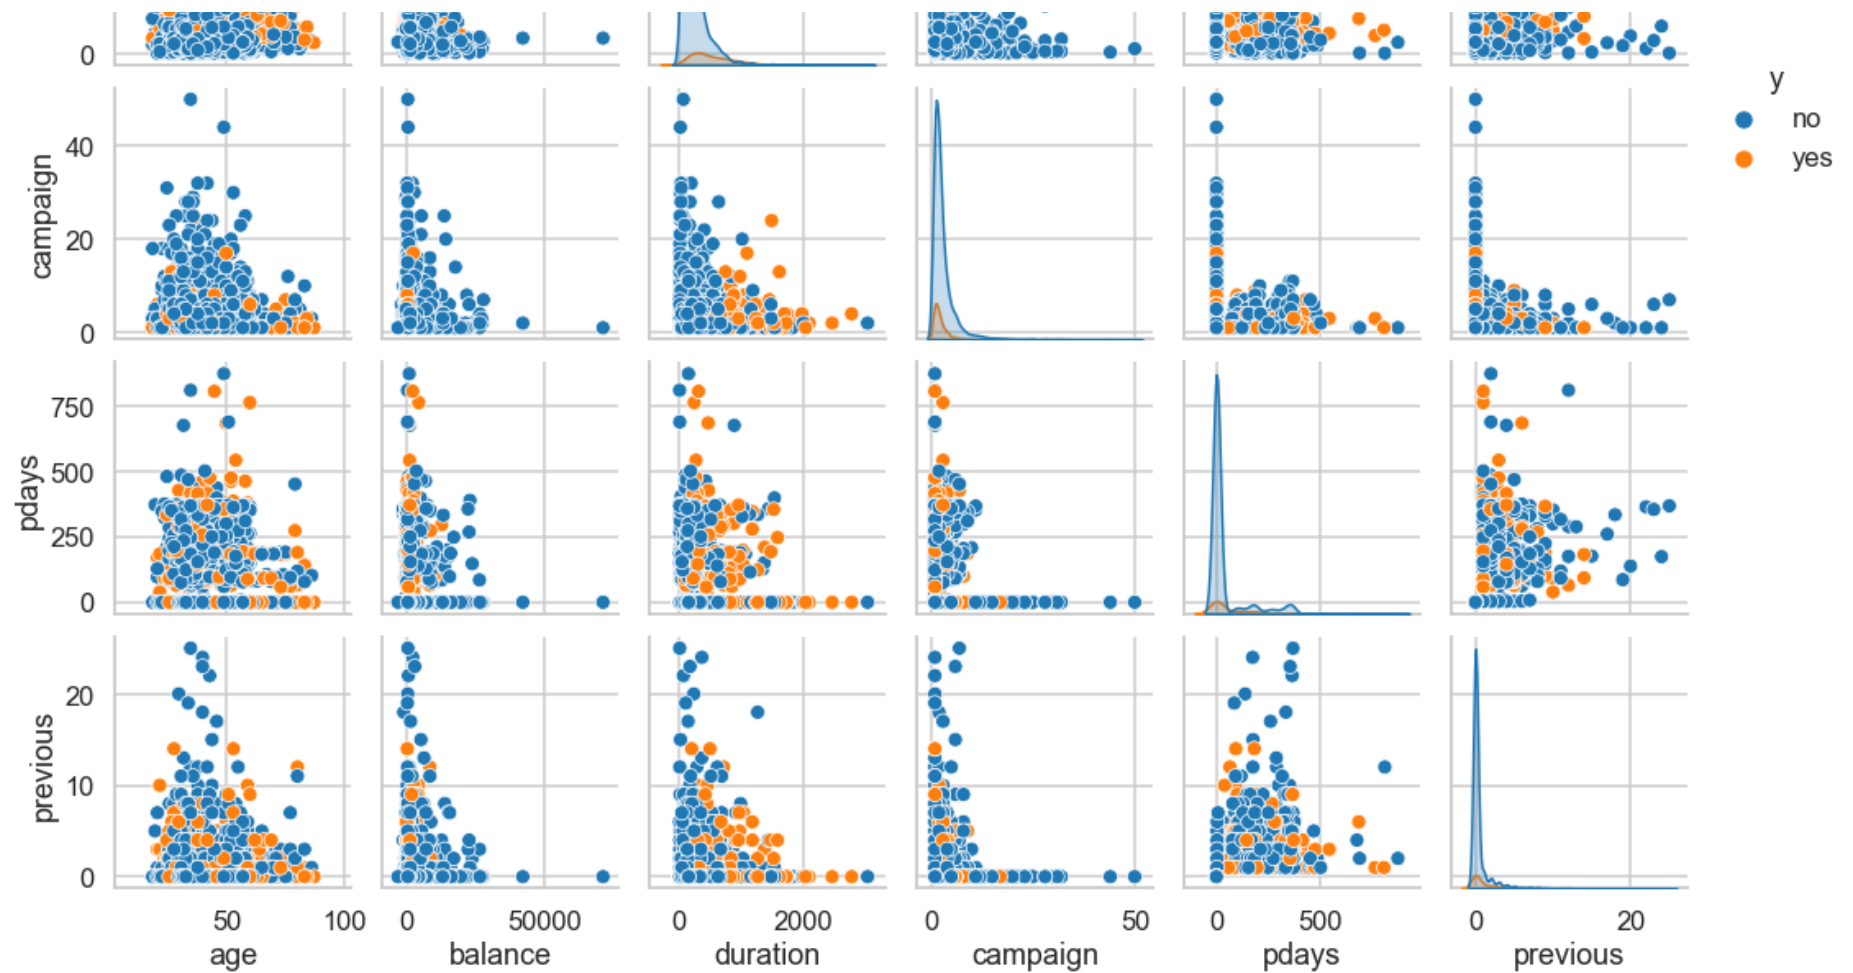 0
y
no
yes
campaign
40
20
0
pdays
750
500
250
0
previous
20
10
0
50 100 0 50000 0 2000 0 50 0 500 0 20
age balance duration campaign pdays previous